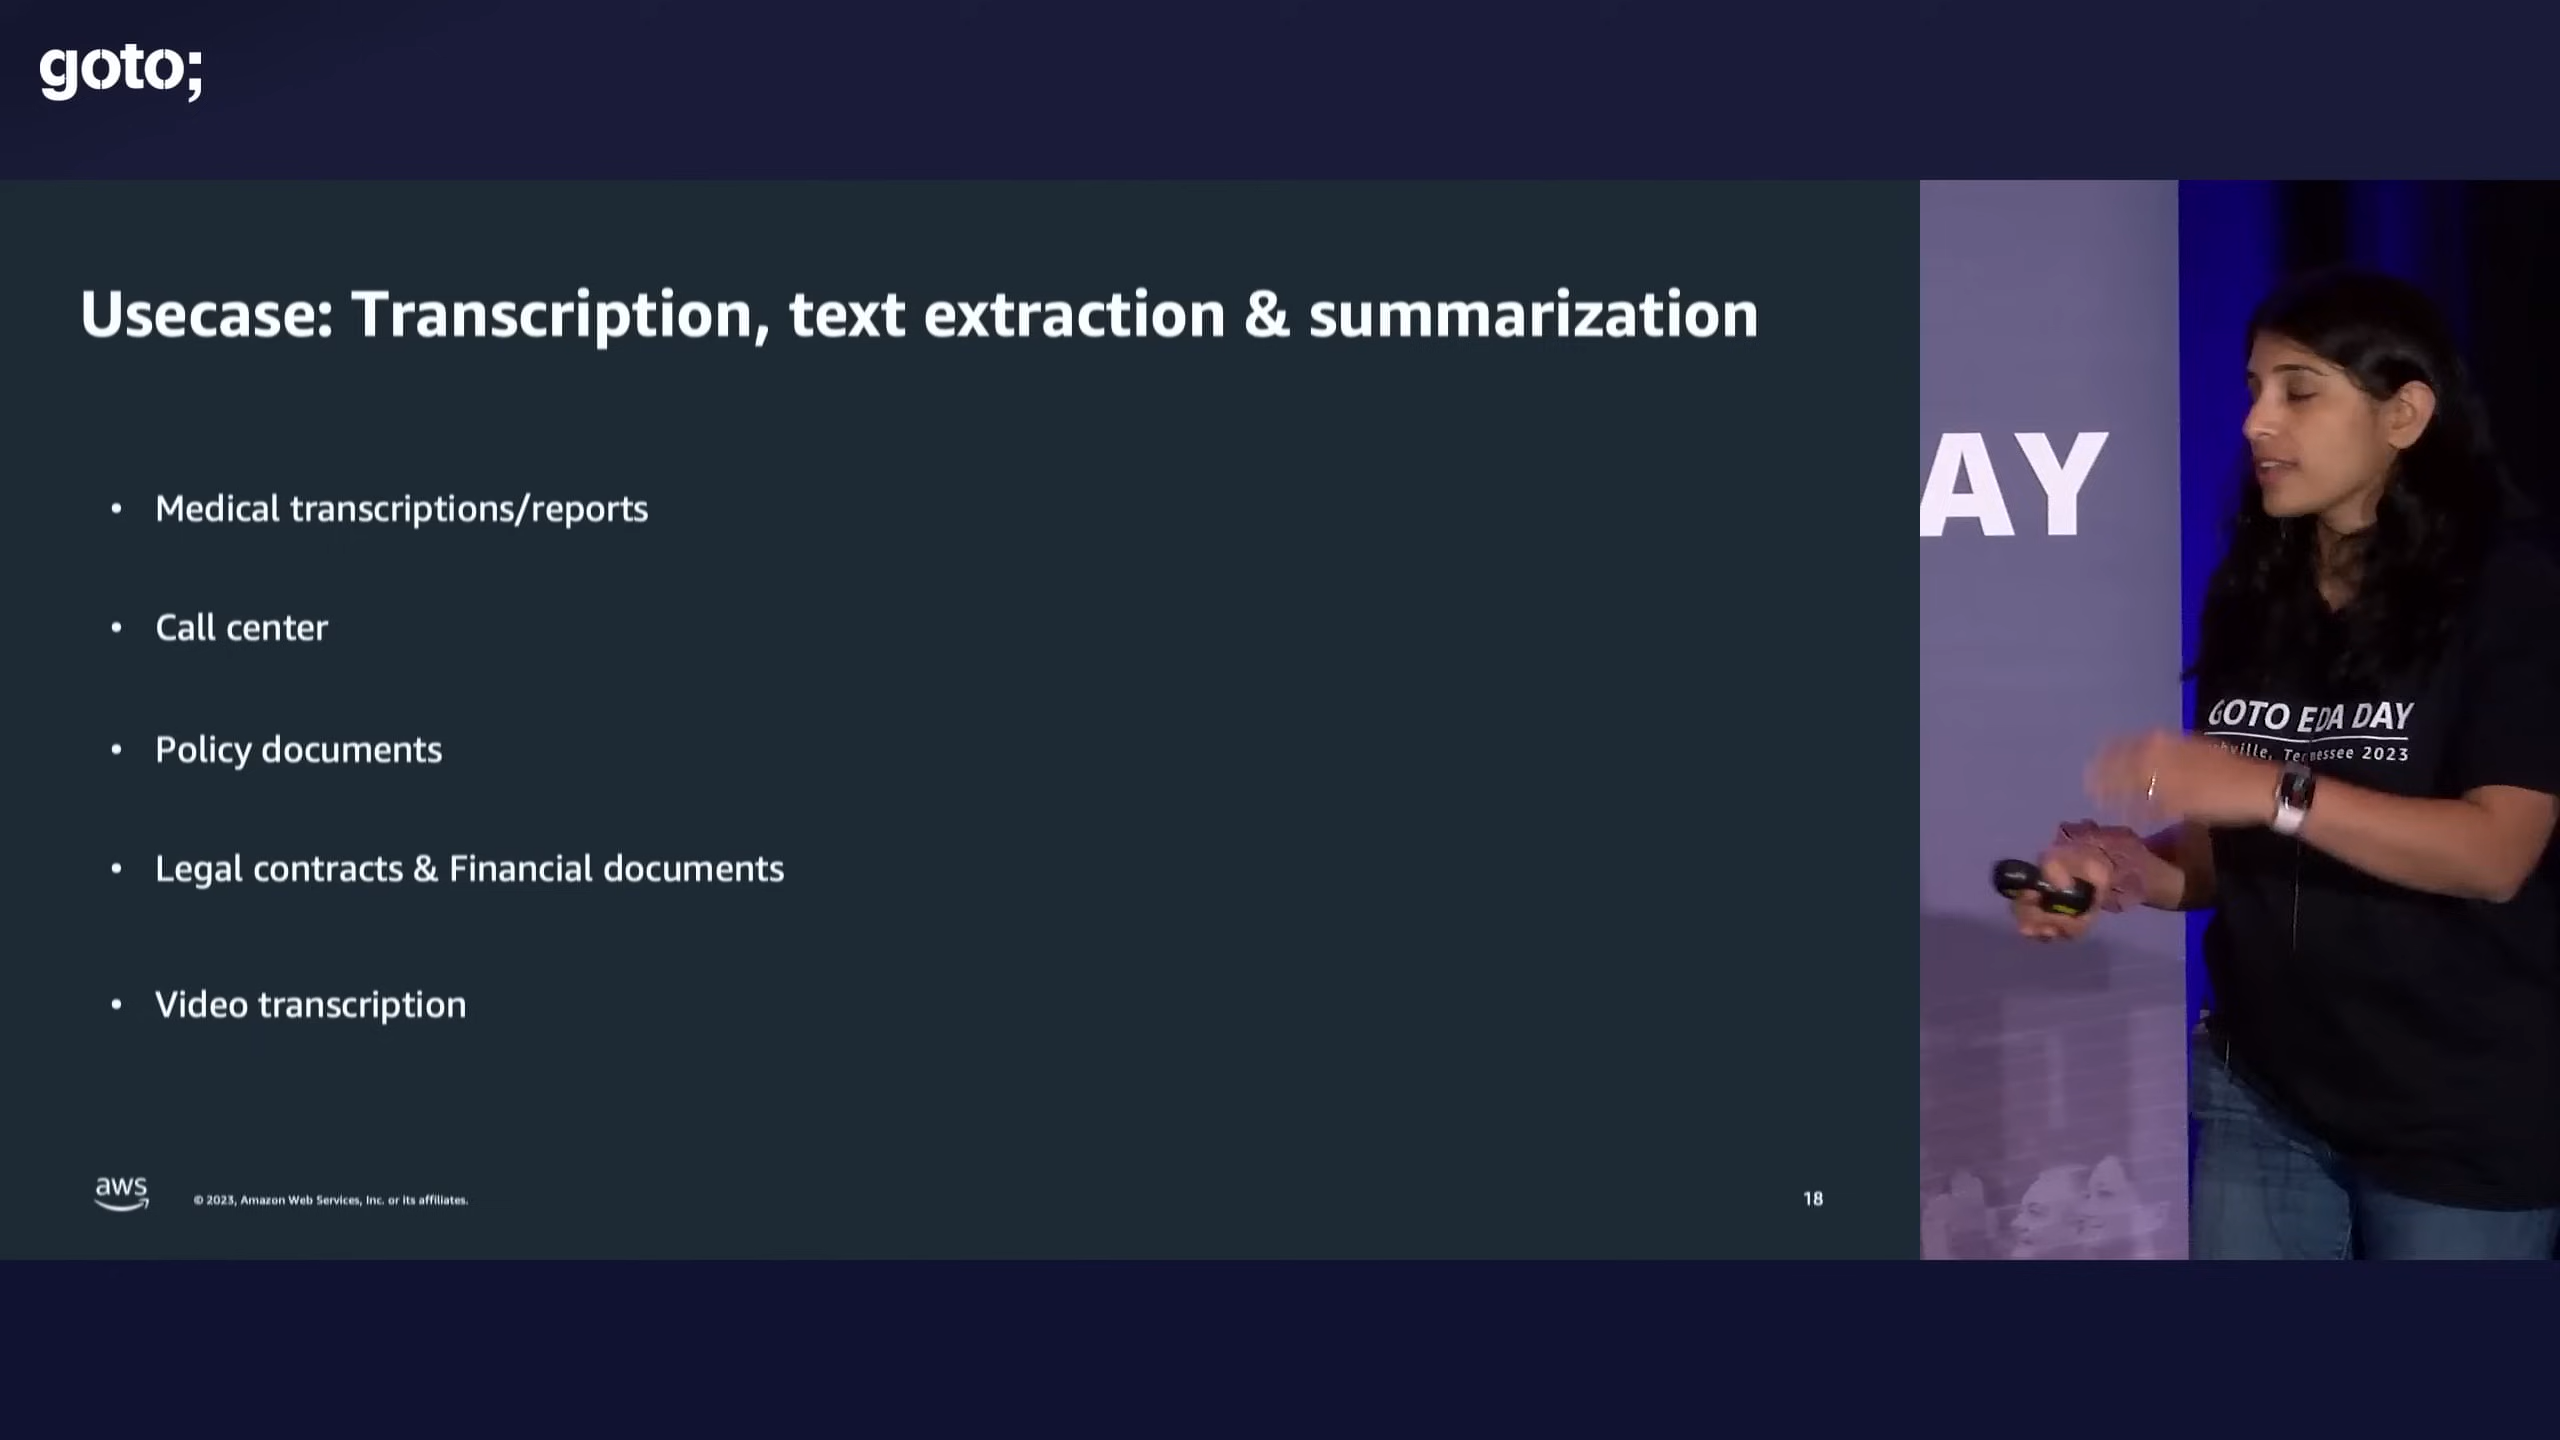 goto;
Usecase: Transcription, text extraction & summarization
• Medical transcriptions/reports
• Call center
• Policy documents
• Legal contracts & Financial documents
• Video transcription
aws
© 2023, Amazon Web Services, Inc. or its affiliates.
18
AY
GOTO EDA DAY
Tennessee 2023